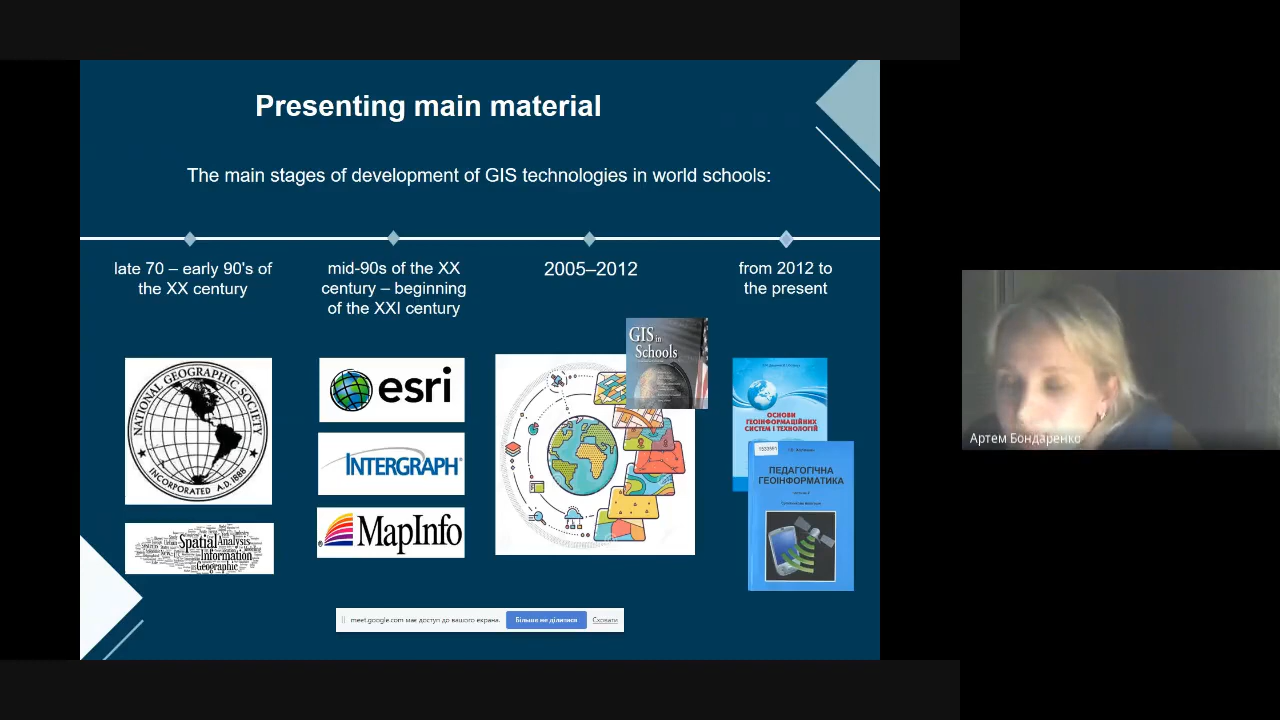 Presenting main material
The main stages of development of GIS technologies in world schools:
late 70 – early 90's of
the XX century
mid-90s of the XX
century – beginning
of the XXI century
2005–2012
from 2012 to
the present
NATIONAL GEOGRAPHIC SOCIETY
INCORPORATED A.D. 1888
Spatial Analysis
Information
Geographic
esri
INTERGRAPH
MapInfo
GIS in
Schools
ОСНОВИ
ГЕОІНФОРМАЦІЙНИХ
СИСТЕМ І ТЕХНОЛОГІЙ
ПЕДАГОГІЧНА
ГЕОІНФОРМАТИКА
meet.google.com має доступ до вашого екрана.
Більше не ділитися
Сховати
Артем Бондаренко